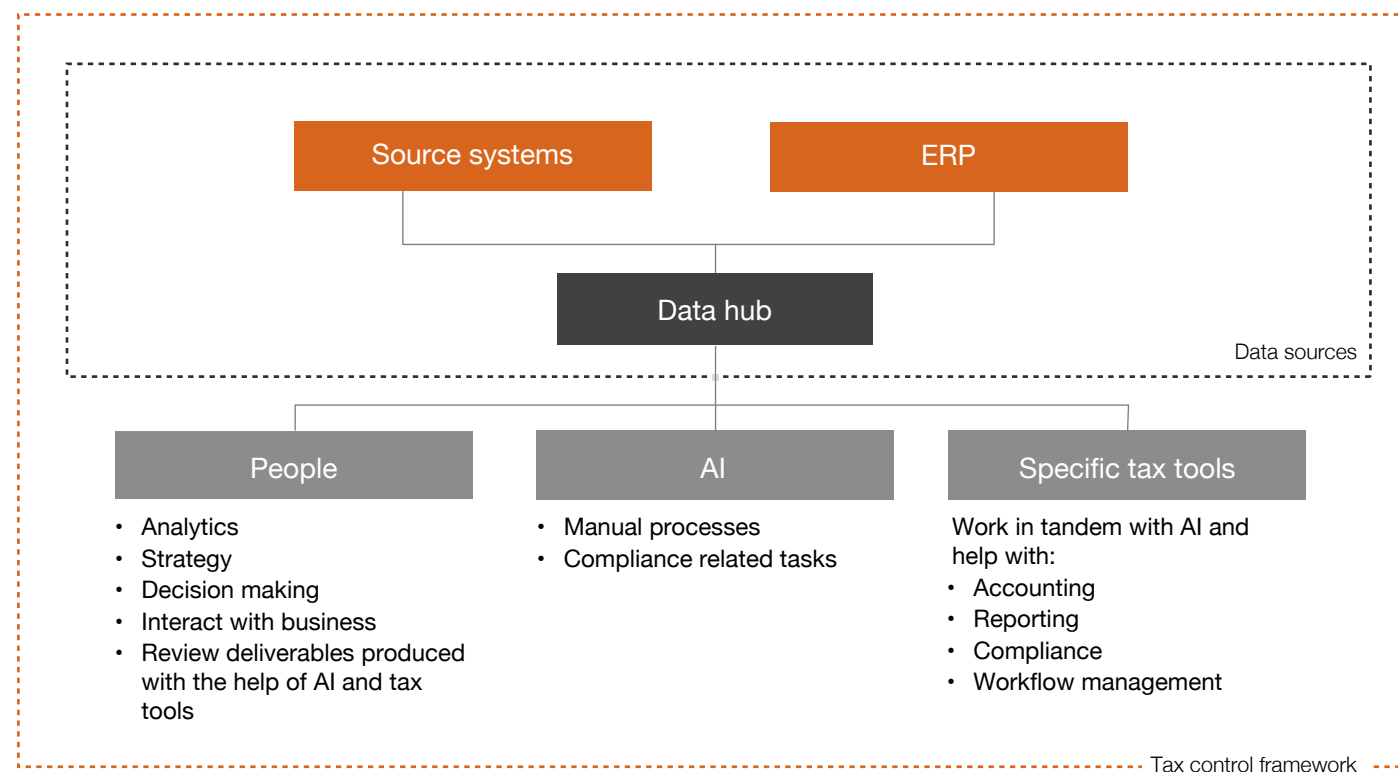 Source systems
ERP
Data hub
Data sources
People
AI
Specific tax tools
• Analytics
• Strategy
• Decision making
• Interact with business
• Review deliverables produced
with the help of AI and tax
tools
• Manual processes
• Compliance related tasks
Work in tandem with AI and
help with:
• Accounting
• Reporting
• Compliance
• Workflow management
Tax control framework